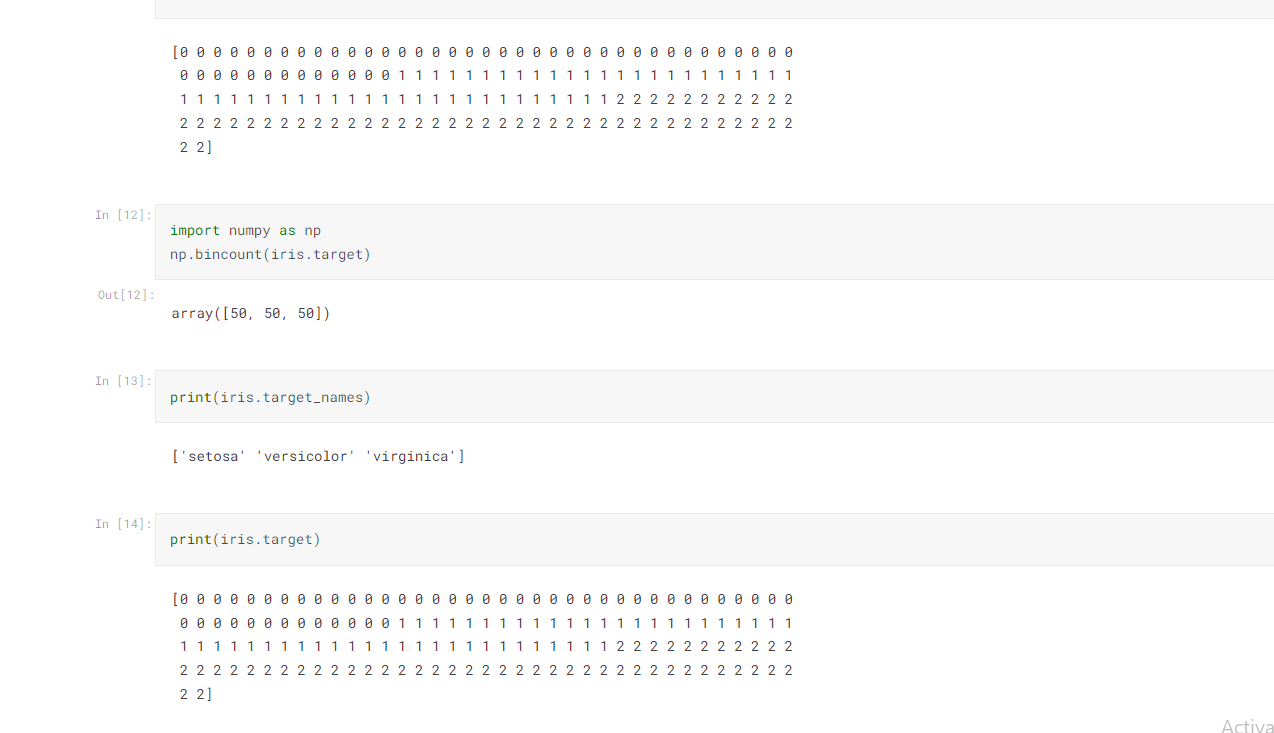 [0 0 0 0 0 0 0 0 0 0 0 0 0 0 0 0 0 0 0 0 0 0 0 0 0 0 0 0 0 0 0 0 0 0 0 0 0
0 0 0 0 0 0 0 0 0 0 0 0 0 1 1 1 1 1 1 1 1 1 1 1 1 1 1 1 1 1 1 1 1 1 1 1 1
1 1 1 1 1 1 1 1 1 1 1 1 1 1 1 1 1 1 1 1 1 1 1 1 1 1 2 2 2 2 2 2 2 2 2 2 2
2 2 2 2 2 2 2 2 2 2 2 2 2 2 2 2 2 2 2 2 2 2 2 2 2 2 2 2 2 2 2 2 2 2 2 2 2
2 2]
In [12]:
import numpy as np
np.bincount(iris.target)
Out[12]:
array([50, 50, 50])
In [13]:
print(iris.target_names)
['setosa' 'versicolor' 'virginica']
In [14]:
print(iris.target)
[0 0 0 0 0 0 0 0 0 0 0 0 0 0 0 0 0 0 0 0 0 0 0 0 0 0 0 0 0 0 0 0 0 0 0 0 0
0 0 0 0 0 0 0 0 0 0 0 0 0 1 1 1 1 1 1 1 1 1 1 1 1 1 1 1 1 1 1 1 1 1 1 1 1
1 1 1 1 1 1 1 1 1 1 1 1 1 1 1 1 1 1 1 1 1 1 1 1 1 1 2 2 2 2 2 2 2 2 2 2 2
2 2 2 2 2 2 2 2 2 2 2 2 2 2 2 2 2 2 2 2 2 2 2 2 2 2 2 2 2 2 2 2 2 2 2 2 2
2 2]
Activa